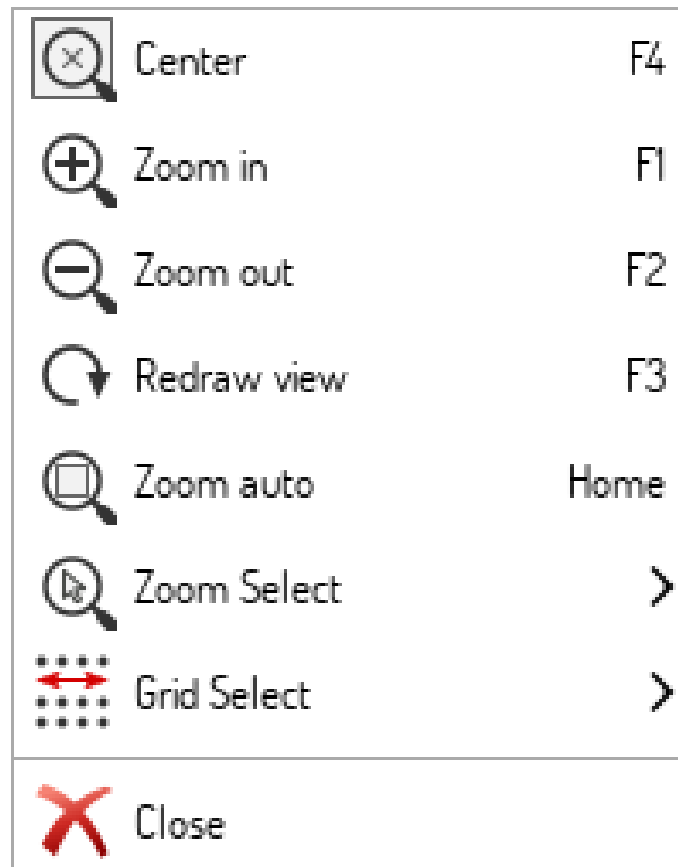 Center F4
Zoom in F1
Zoom out F2
Redraw view F3
Zoom auto Home
Zoom Select
Grid Select
Close